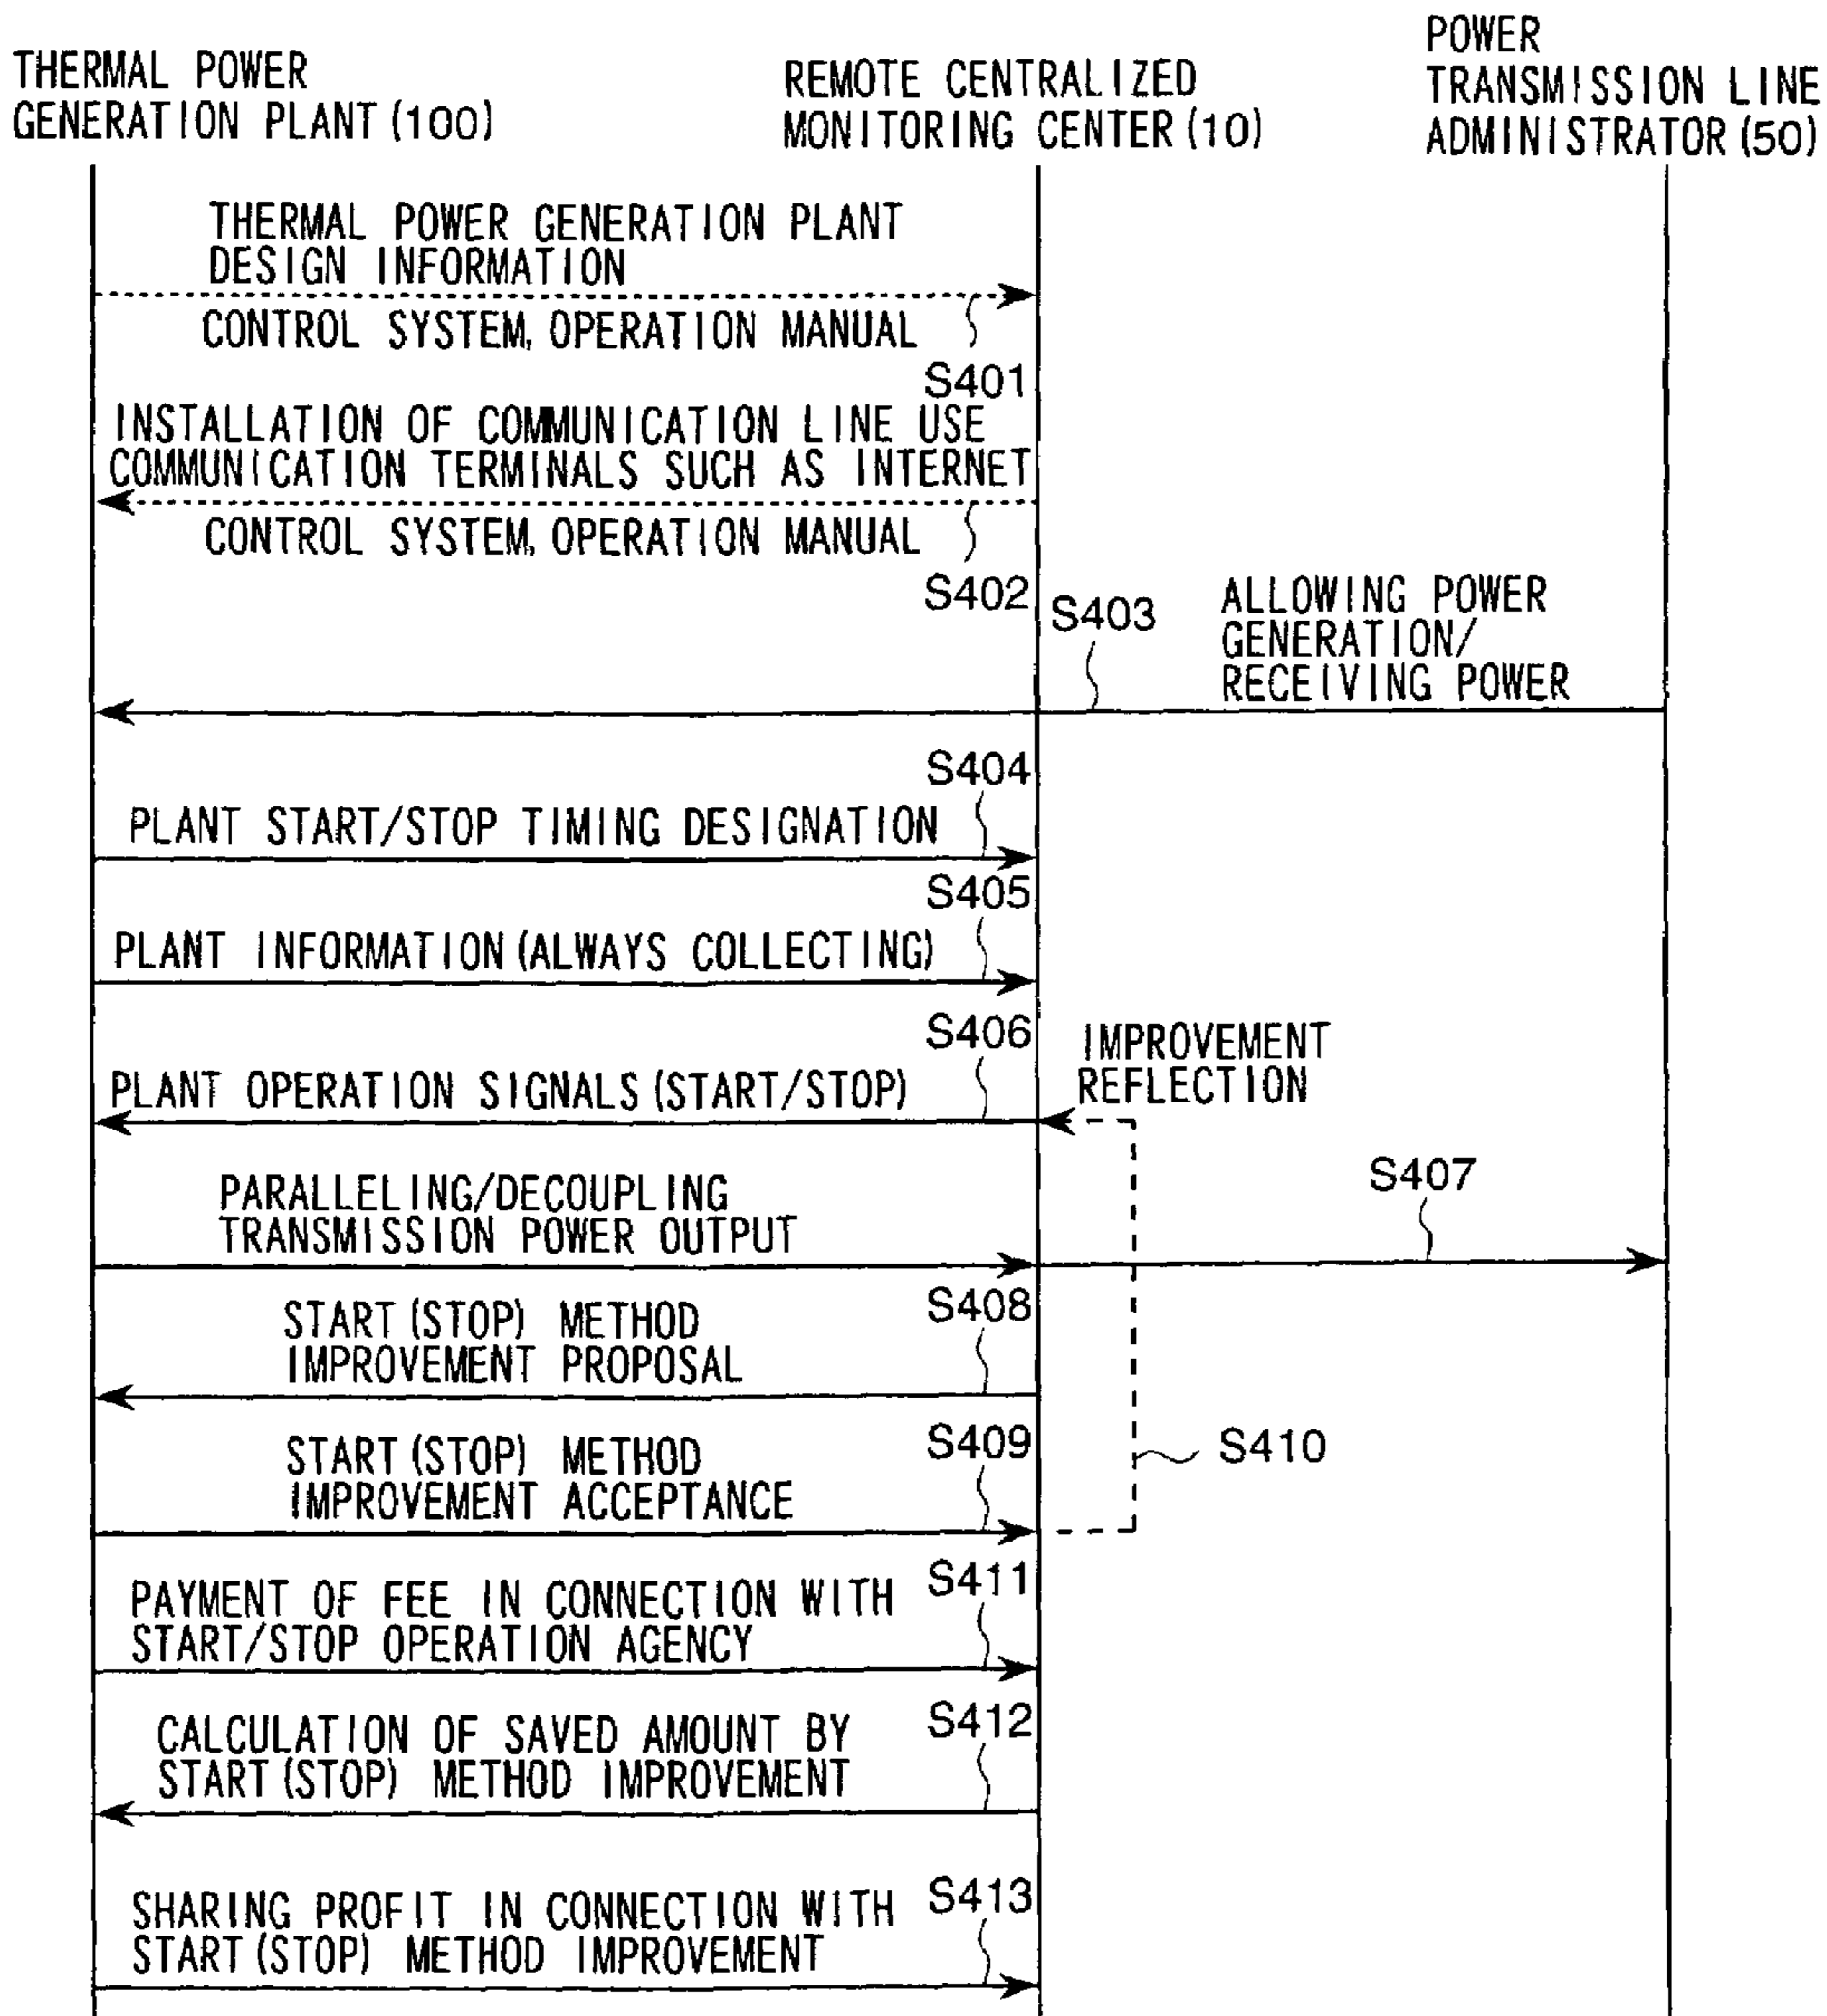 THERMAL POWER
GENERATION PLANT(100)
REMOTE CENTRALIZED
MONITORING CENTER(10)
POWER
TRANSMISSION LINE
ADMINISTRATOR(50)
THERMAL POWER GENERATION PLANT
DESIGN INFORMATION
CONTROL SYSTEM, OPERATION MANUAL
S401
INSTALLATION OF COMMUNICATION LINE USE
COMMUNICATION TERMINALS SUCH AS INTERNET
CONTROL SYSTEM, OPERATION MANUAL
S402
S403
ALLOWING POWER
GENERATION/
RECEIVING POWER
S404
PLANT START/STOP TIMING DESIGNATION
S405
PLANT INFORMATION(ALWAYS COLLECTING)
S406
PLANT OPERATION SIGNALS(START/STOP)
IMPROVEMENT
REFLECTION
PARALLELING/DECOUPLING
TRANSMISSION POWER OUTPUT
S407
START(STOP) METHOD
IMPROVEMENT PROPOSAL
S408
START(STOP) METHOD
IMPROVEMENT ACCEPTANCE
S409
S410
PAYMENT OF FEE IN CONNECTION WITH
START/STOP OPERATION AGENCY
S411
CALCULATION OF SAVED AMOUNT BY
START(STOP) METHOD IMPROVEMENT
S412
SHARING PROFIT IN CONNECTION WITH
START(STOP) METHOD IMPROVEMENT
S413